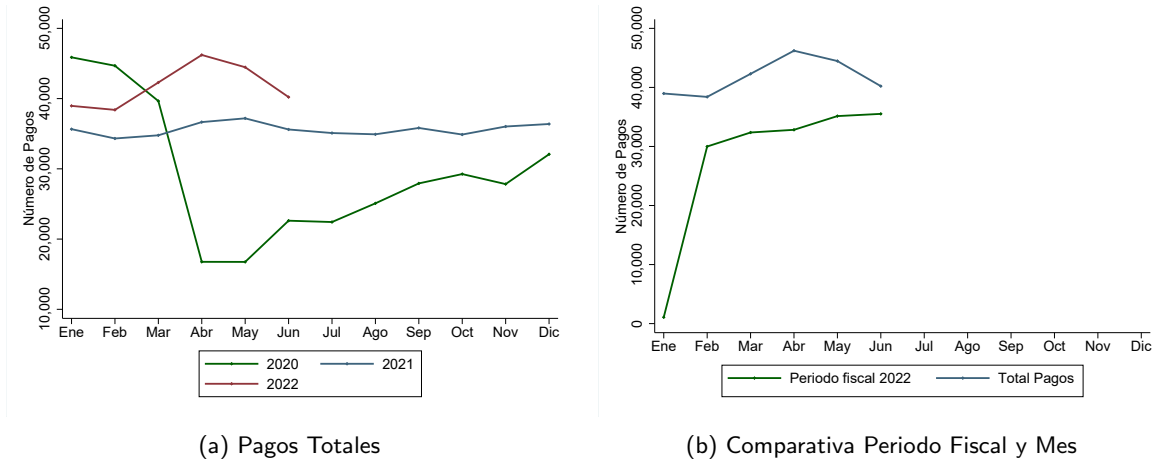 Número de Pagos
50,000
40,000
30,000
20,000
10,000
Ene Feb Mar Abr May Jun Jul Ago Sep Oct Nov Dic
2020 2021
2022
(a) Pagos Totales
Número de Pagos
50,000
40,000
30,000
20,000
10,000
0
Ene Feb Mar Abr May Jun Jul Ago Sep Oct Nov Dic
Periodo fiscal 2022 Total Pagos
(b) Comparativa Periodo Fiscal y Mes